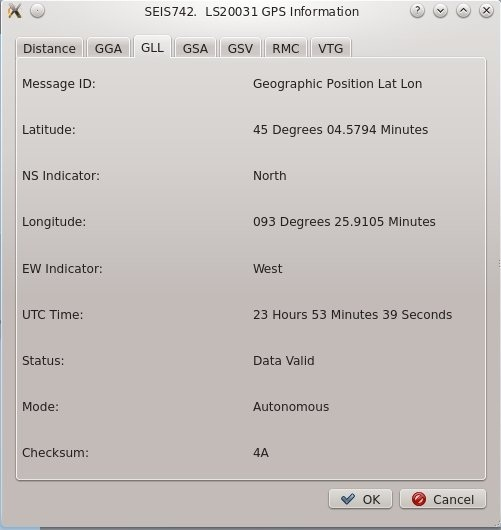 SEIS742. LS20031 GPS Information
Distance GGA GLL GSA GSV RMC VTG
Message ID: Geographic Position Lat Lon
Latitude: 45 Degrees 04.5794 Minutes
NS Indicator: North
Longitude: 093 Degrees 25.9105 Minutes
EW Indicator: West
UTC Time: 23 Hours 53 Minutes 39 Seconds
Status: Data Valid
Mode: Autonomous
Checksum: 4A
OK Cancel